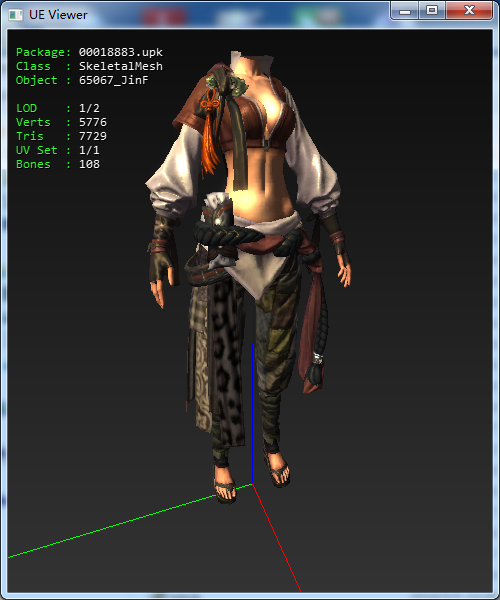 UE Viewer
Package: 00018883.upk
Class : SkeletalMesh
Object : 65067_JinF
LOD : 1/2
Verts : 5776
Tris : 7729
UV Set : 1/1
Bones : 108